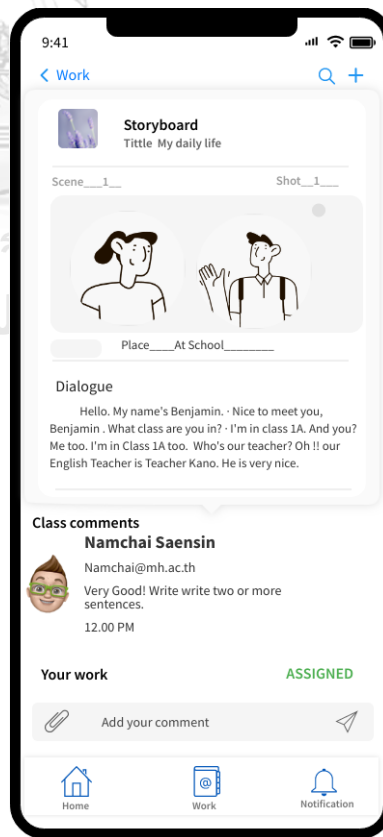 9:41
Work
Storyboard
Tittle My daily life
Scene___1__
Shot__1___
Place____At School________
Dialogue
Hello. My name's Benjamin. · Nice to meet you,
Benjamin . What class are you in? · I'm in class 1A. And you?
Me too. I'm in Class 1A too. Who's our teacher? Oh !! our
English Teacher is Teacher Kano. He is very nice.
Class comments
Namchai Saensin
Namchai@mh.ac.th
Very Good! Write write two or more
sentences.
12.00 PM
Your work
ASSIGNED
Add your comment
@
Home
Work
Notification